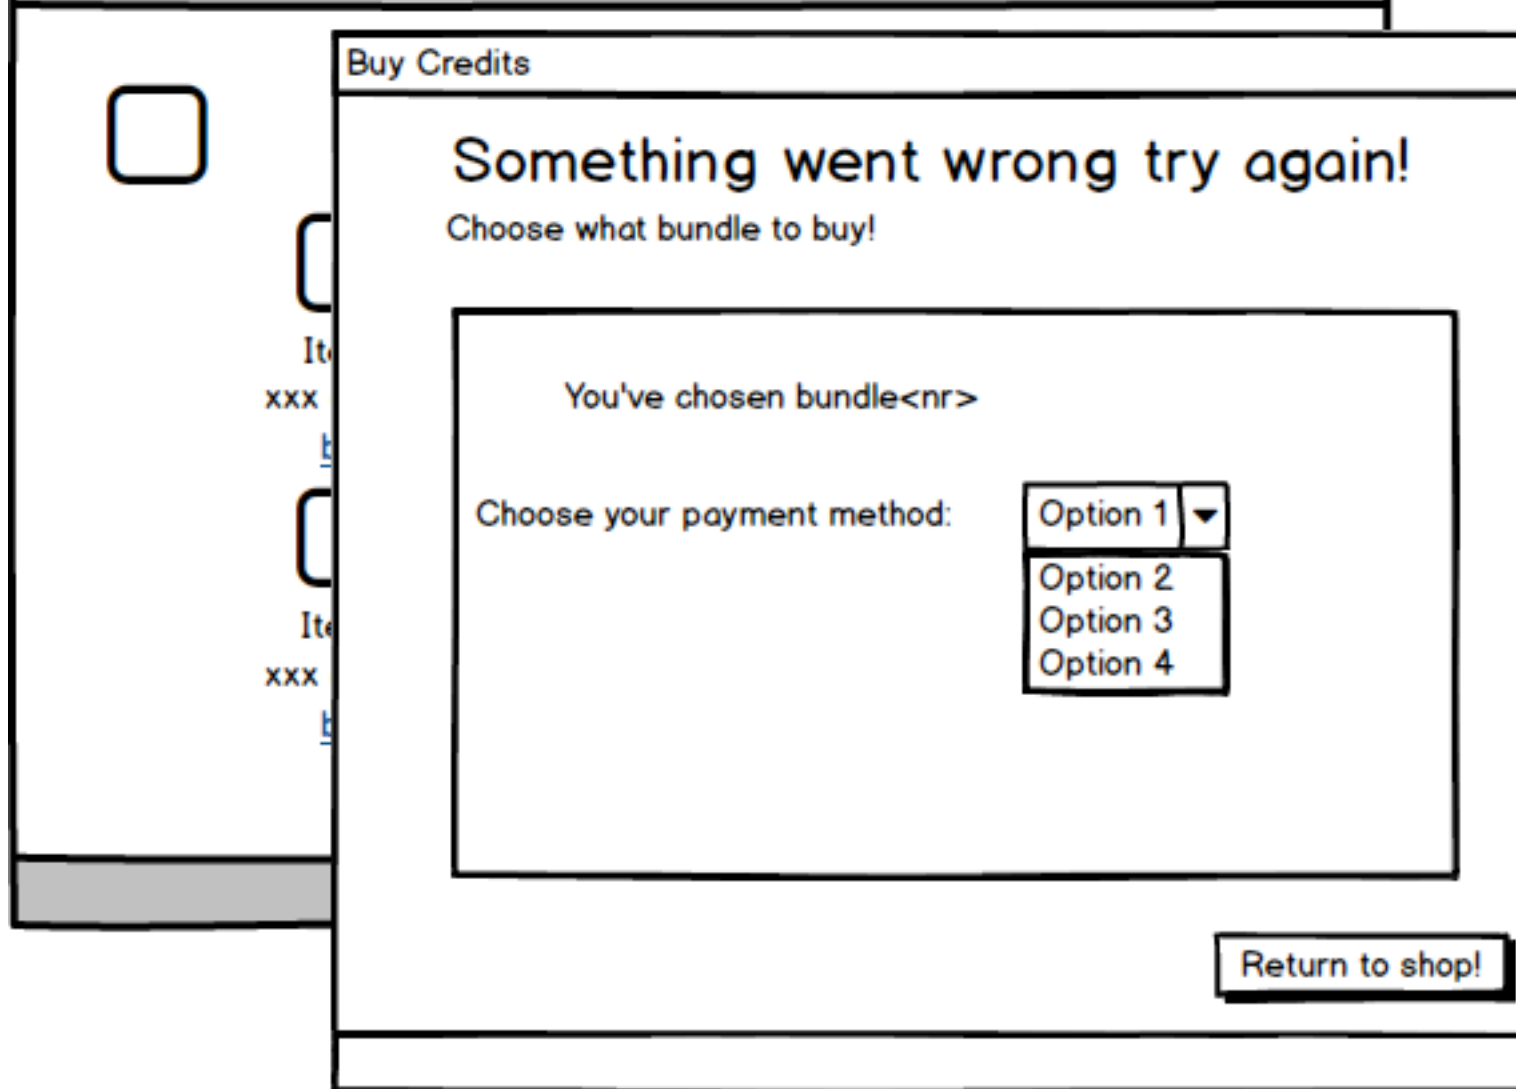 Buy Credits
Something went wrong try again!
Choose what bundle to buy!
You've chosen bundle<nr>
Choose your payment method:
Option 1
Option 2
Option 3
Option 4
xxx
xxx
Return to shop!